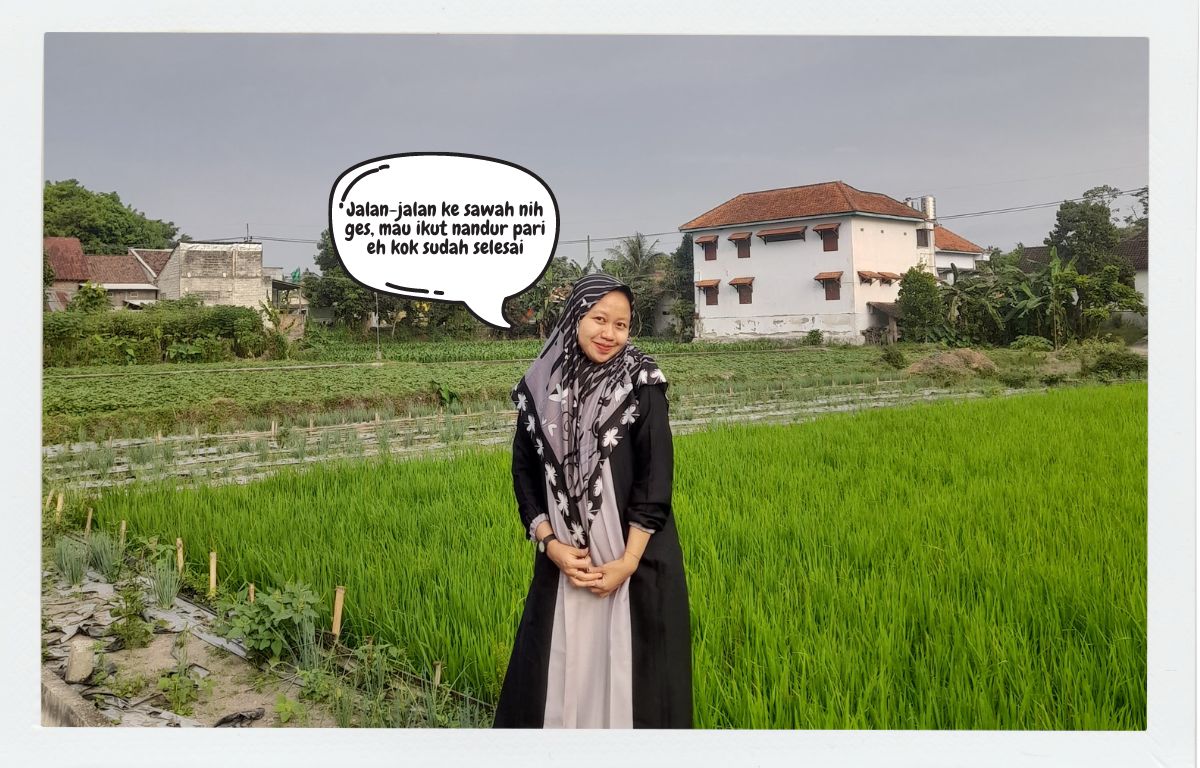 Jalan-jalan ke sawah nih
ges, mau ikut nandur pari
eh kok sudah selesai